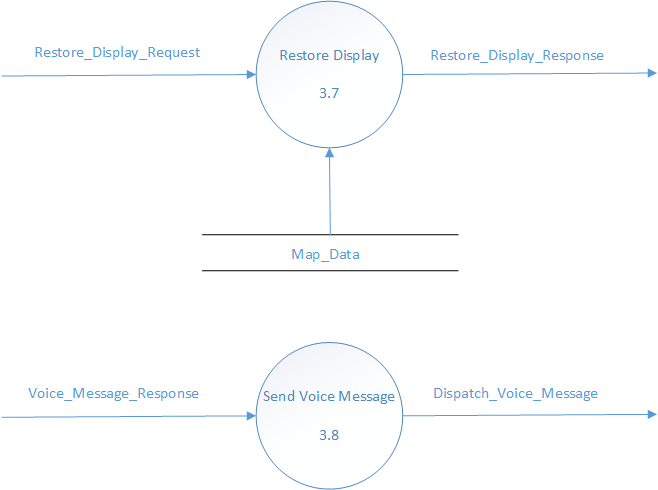 Restore_Display_Request
Restore Display
Restore_Display_Response
3.7
Map_Data
Voice_Message_Response
Send Voice Message
Dispatch_Voice_Message
3.8